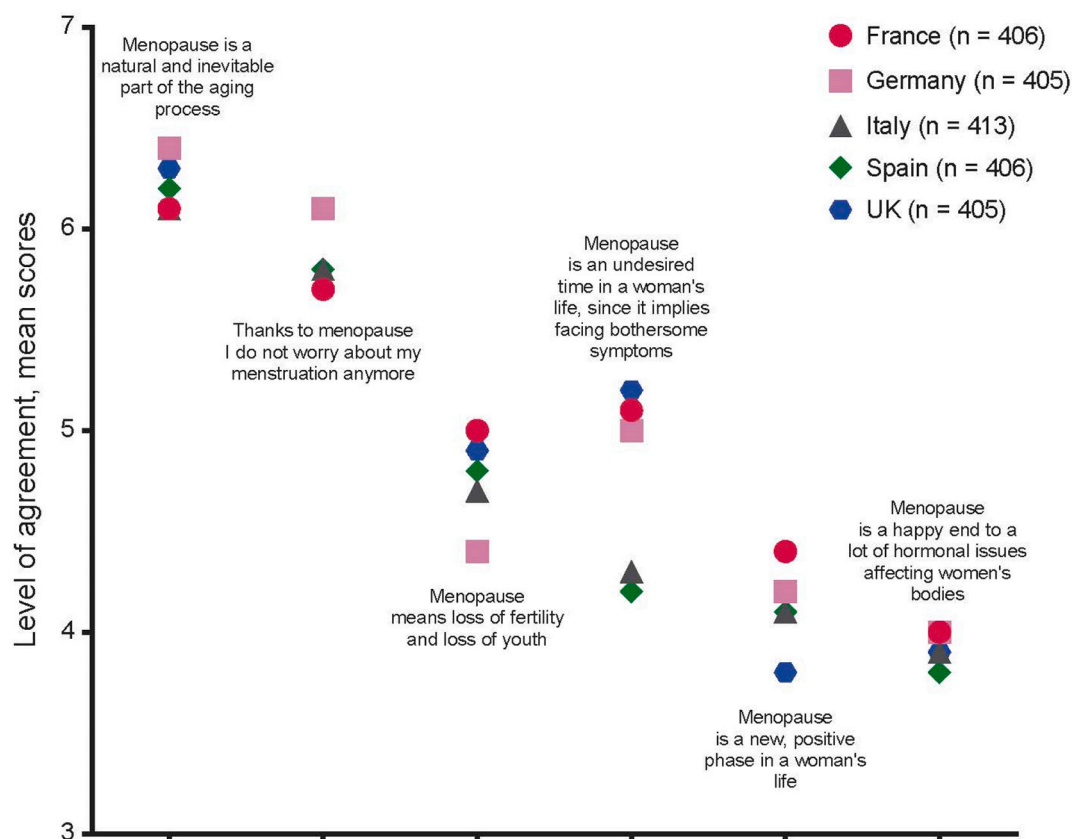 7
Menopause is a
natural and inevitable
part of the aging
process
France (n = 406)
Germany (n = 405)
Italy (n = 413)
Spain (n = 406)
UK (n = 405)
6
Level of agreement, mean scores
Thanks to menopause
I do not worry about my
menstruation anymore
Menopause
is an undesired
time in a woman's
life, since it implies
facing bothersome
symptoms
5
Menopause
means loss of fertility
and loss of youth
Menopause
is a happy end to a
lot of hormonal issues
affecting women's
bodies
4
Menopause
is a new, positive
phase in a woman's
life
3